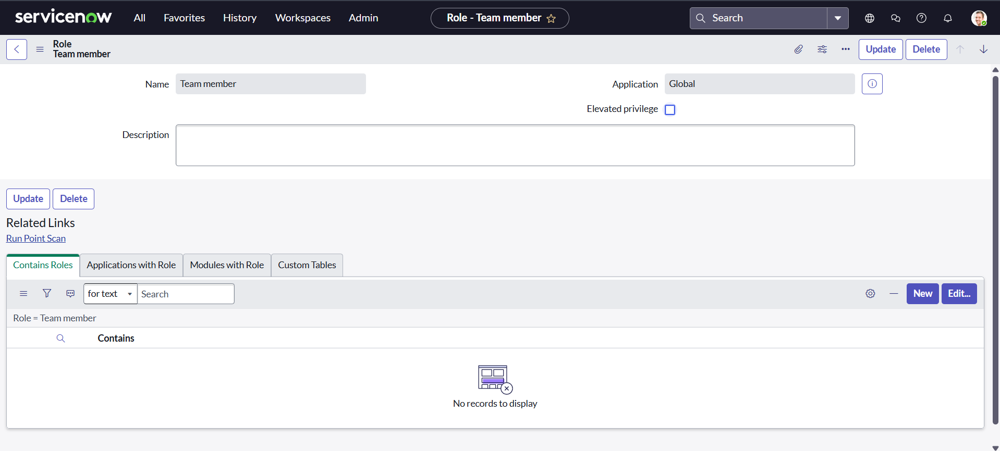 servicenow All Favorites History Workspaces Admin Role - Team member Search
Role
Team member
Update Delete
Name Team member Application Global
Elevated privilege
Description
Update Delete
Related Links
Run Point Scan
Contains Roles Applications with Role Modules with Role Custom Tables
for text Search New Edit...
Role = Team member
Contains
No records to display